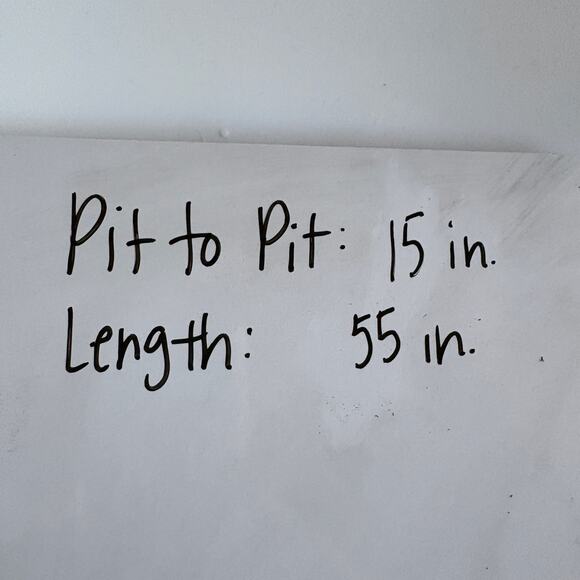 Pit to Pit: 15 in.
Length: 55 in.